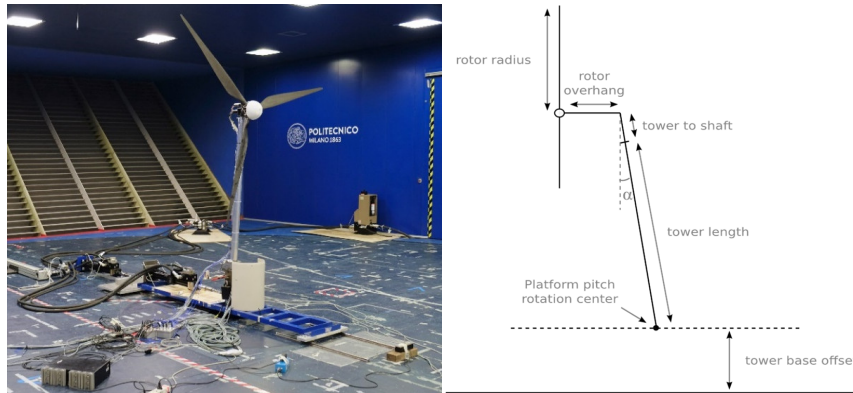 POLITECNICO
MILANO 1863
rotor radius
rotor
overhang
tower to shaft
α
tower length
Platform pitch
rotation center
tower base offse